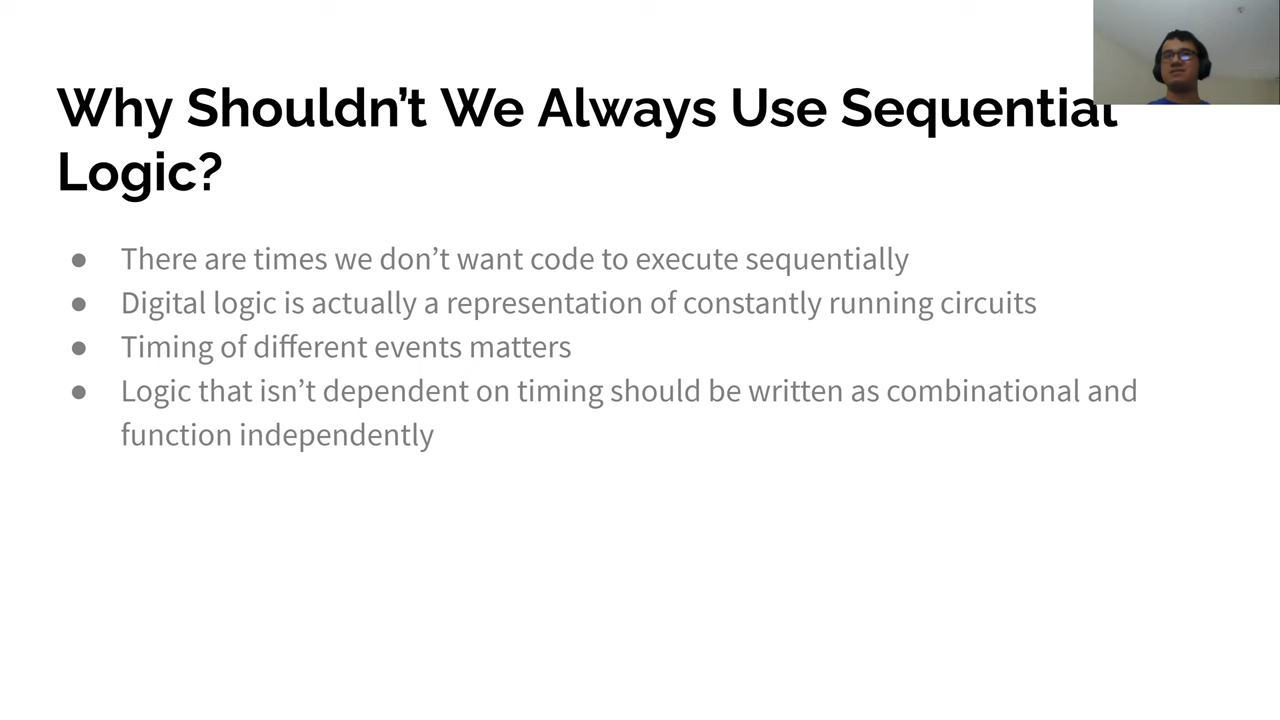 Why Shouldn’t We Always Use Sequential
Logic?
● There are times we don’t want code to execute sequentially
● Digital logic is actually a representation of constantly running circuits
● Timing of different events matters
● Logic that isn’t dependent on timing should be written as combinational and
function independently